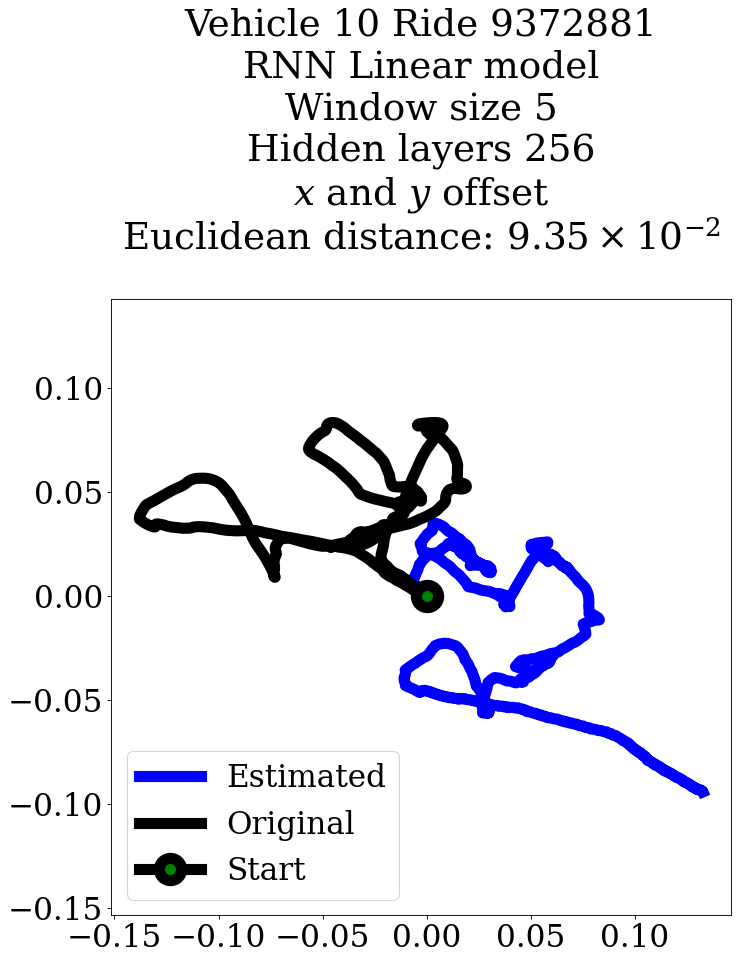 Vehicle 10 Ride 9372881
RNN Linear model
Window size 5
Hidden layers 256
x and y offset
Euclidean distance: 9.35 × 10⁻²
0.10
0.05
0.00
−0.05
−0.10
−0.15
Estimated
Original
Start
−0.15 −0.10 −0.05 0.00 0.05 0.10